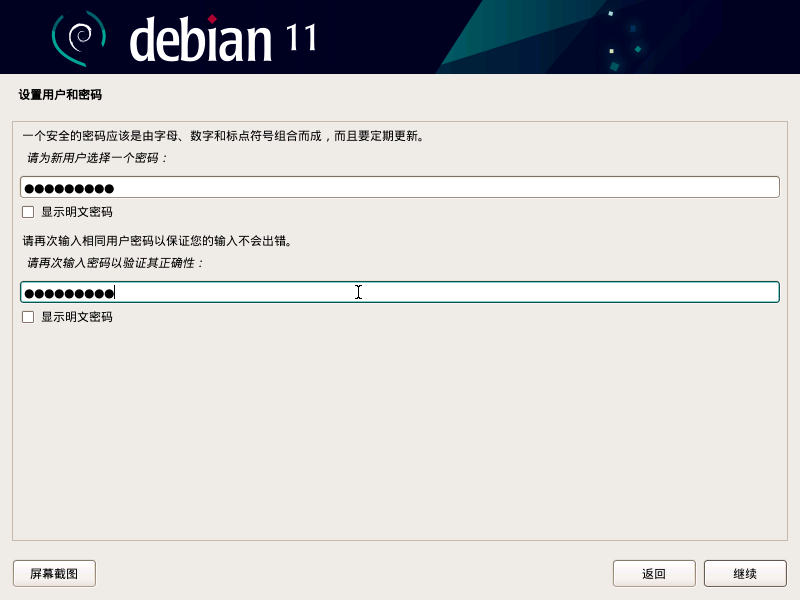 debian 11
设置用户和密码
一个安全的密码应该是由字母、数字和标点符号组合而成，而且要定期更新。
请为新用户选择一个密码：
●●●●●●●●●
显示明文密码
请再次输入相同用户密码以保证您的输入不会出错。
请再次输入密码以验证其正确性：
●●●●●●●●●
显示明文密码
屏幕截图
返回
继续